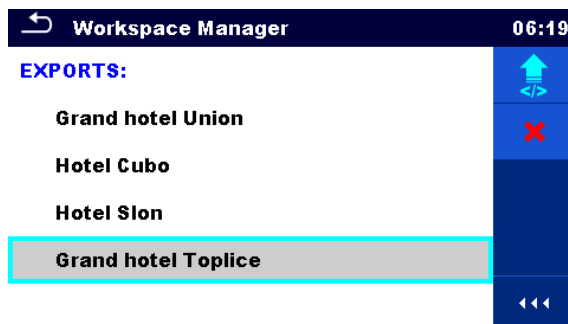 Workspace Manager 06:19
EXPORTS:
</>
Grand hotel Union
Hotel Cubo
Hotel Slon
Grand hotel Toplice